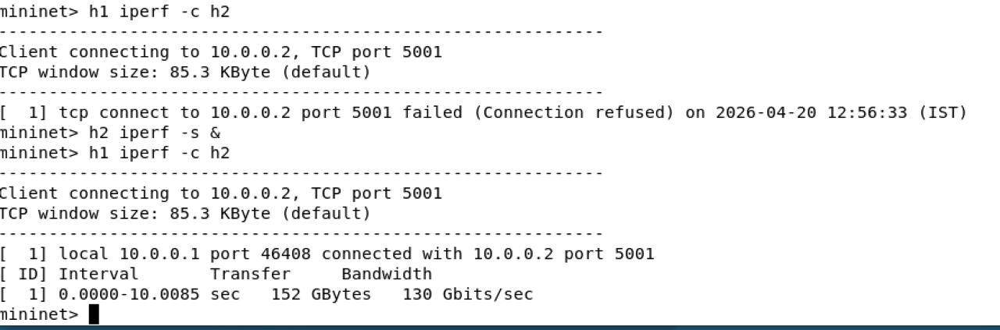 mininet> h1 iperf -c h2
------------------------------------------------------------
Client connecting to 10.0.0.2, TCP port 5001
TCP window size: 85.3 KByte (default)
------------------------------------------------------------
[  1] tcp connect to 10.0.0.2 port 5001 failed (Connection refused) on 2026-04-20 12:56:33 (IST)
mininet> h2 iperf -s &
mininet> h1 iperf -c h2
------------------------------------------------------------
Client connecting to 10.0.0.2, TCP port 5001
TCP window size: 85.3 KByte (default)
------------------------------------------------------------
[  1] local 10.0.0.1 port 46408 connected with 10.0.0.2 port 5001
[ ID] Interval       Transfer     Bandwidth
[  1] 0.0000-10.0085 sec   152 GBytes   130 Gbits/sec
mininet>